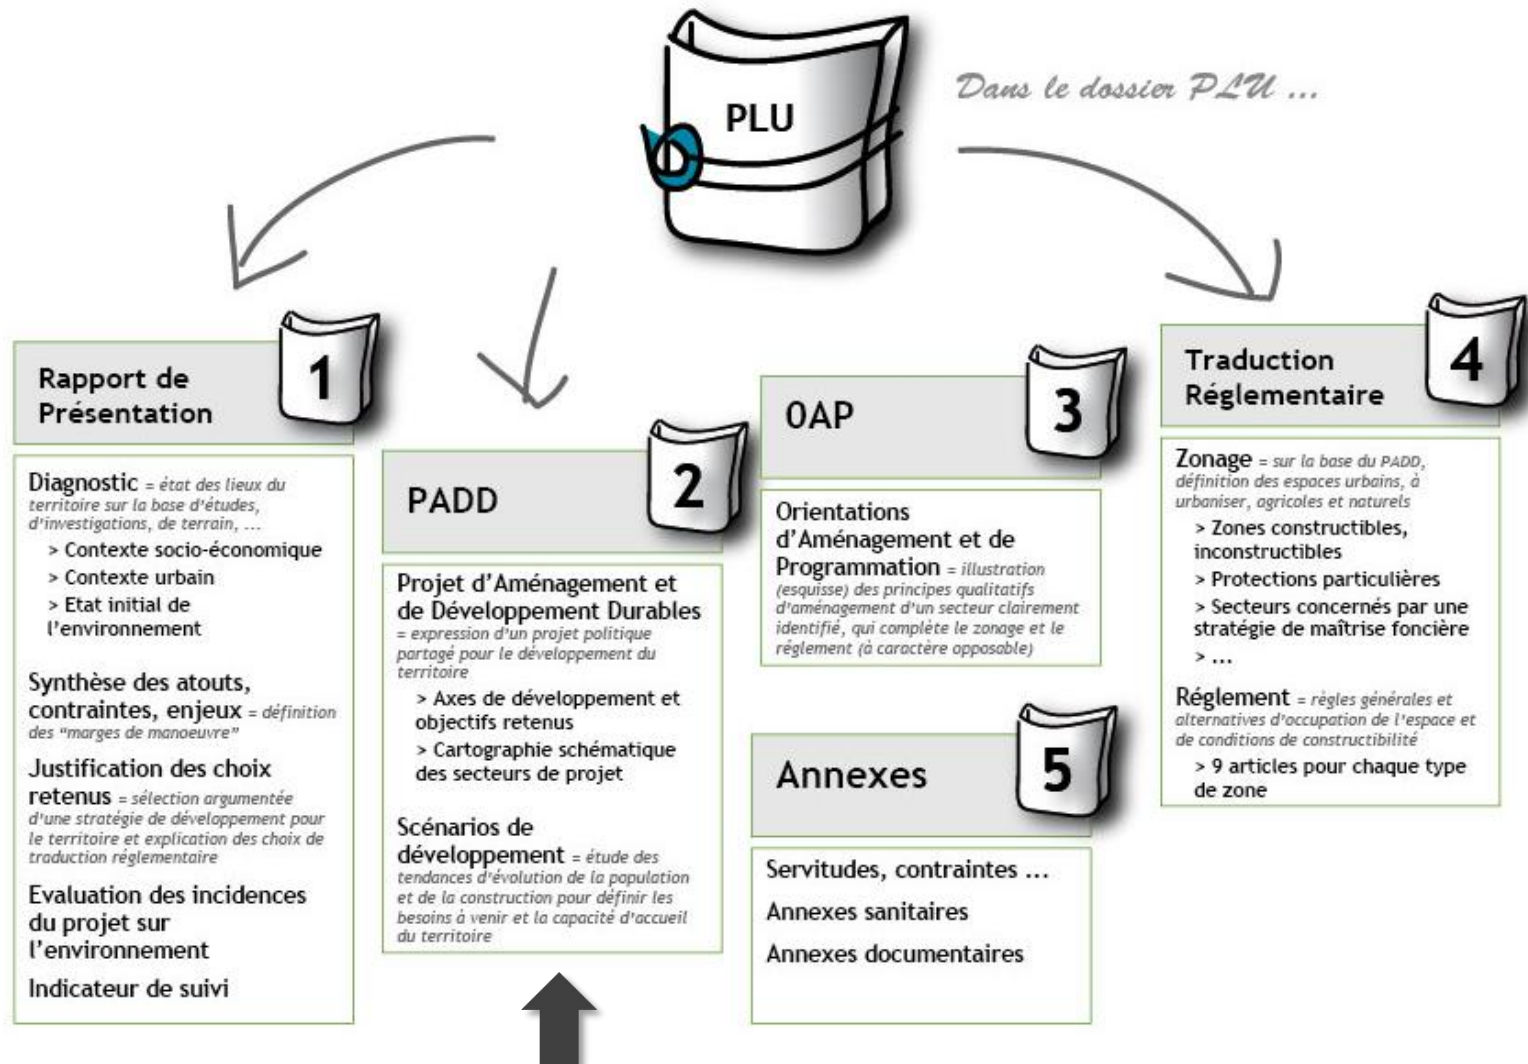 PLU
Dans le dossier PLU ...
1
Rapport de
Présentation
Diagnostic = état des lieux du
territoire sur la base d'études,
d'investigations, de terrain, ...
> Contexte socio-économique
> Contexte urbain
> Etat initial de
l'environnement
Synthèse des atouts,
contraintes, enjeux = définition
des "marges de manoeuvre"
Justification des choix
retenus = sélection argumentée
d'une stratégie de développement pour
le territoire et explication des choix de
traduction réglementaire
Evaluation des incidences
du projet sur
l'environnement
Indicateur de suivi
2
PADD
Projet d'Aménagement et
de Développement Durables
= expression d'un projet politique
partagé pour le développement du
territoire
> Axes de développement et
objectifs retenus
> Cartographie schématique
des secteurs de projet
Scénarios de
développement = étude des
tendances d'évolution de la population
et de la construction pour définir les
besoins à venir et la capacité d'accueil
du territoire
3
OAP
Orientations
d'Aménagement et de
Programmation = illustration
(esquisse) des principes qualitatifs
d'aménagement d'un secteur clairement
identifié, qui complète le zonage et le
réglement (à caractère opposable)
5
Annexes
Servitudes, contraintes ...
Annexes sanitaires
Annexes documentaires
4
Traduction
Réglementaire
Zonage = sur la base du PADD,
définition des espaces urbains, à
urbaniser, agricoles et naturels
> Zones constructibles,
inconstructibles
> Protections particulières
> Secteurs concernés par une
stratégie de maîtrise foncière
> ...
Réglement = règles générales et
alternatives d'occupation de l'espace et
de conditions de constructibilité
> 9 articles pour chaque type
de zone